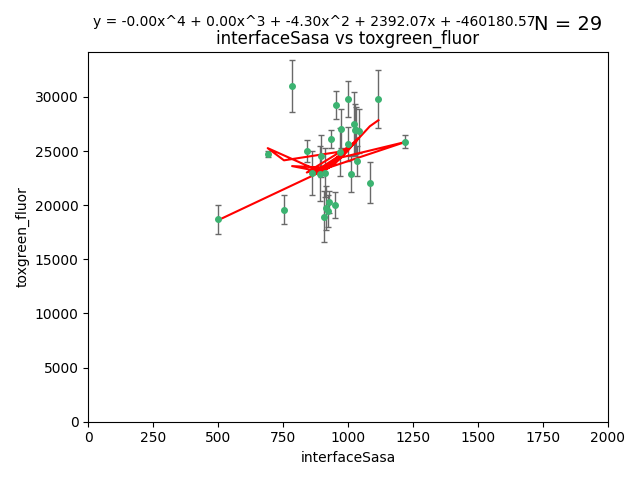 y = -0.00x^4 + 0.00x^3 + -4.30x^2 + 2392.07x + -460180.57
N = 29
interfaceSasa vs toxgreen_fluor
30000
25000
20000
15000
10000
5000
0
toxgreen_fluor
0 250 500 750 1000 1250 1500 1750 2000
interfaceSasa